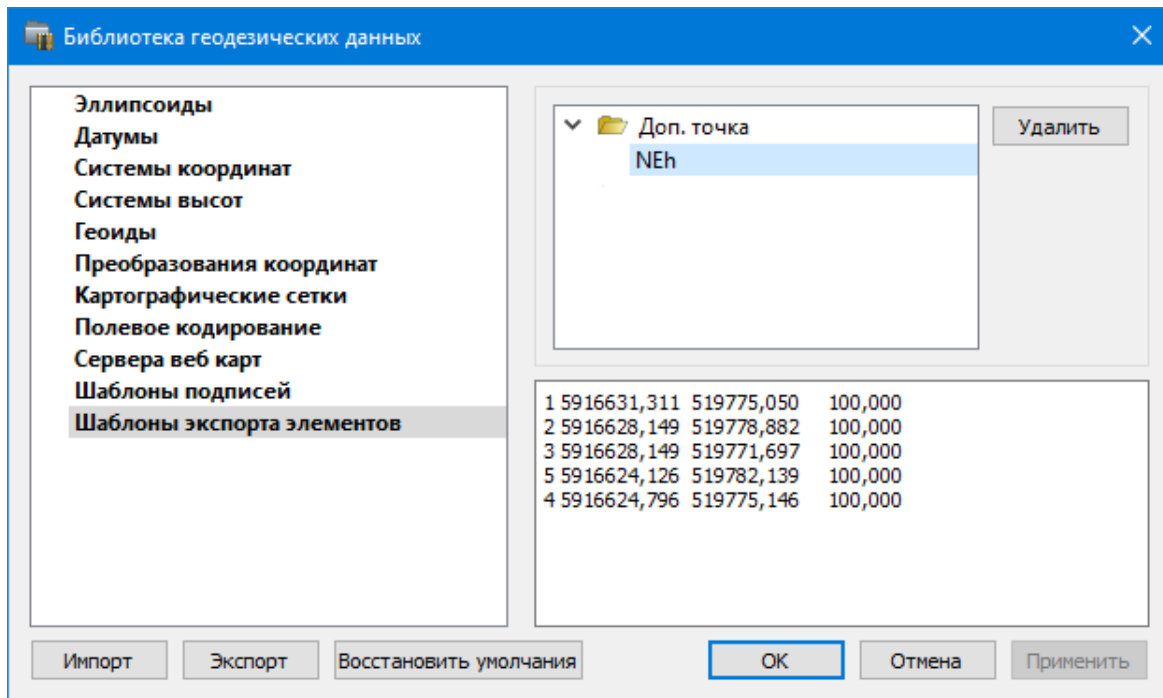 Библиотека геодезических данных
Эллипсоиды
Датумы
Системы координат
Системы высот
Геоиды
Преобразования координат
Картографические сетки
Полевое кодирование
Сервера веб карт
Шаблоны подписей
Шаблоны экспорта элементов
Доп. точка
NEh
Удалить
1 5916631,311 519775,050 100,000
2 5916628,149 519778,882 100,000
3 5916628,149 519771,697 100,000
5 5916624,126 519782,139 100,000
4 5916624,796 519775,146 100,000
Импорт
Экспорт
Восстановить умолчания
ОК
Отмена
Применить